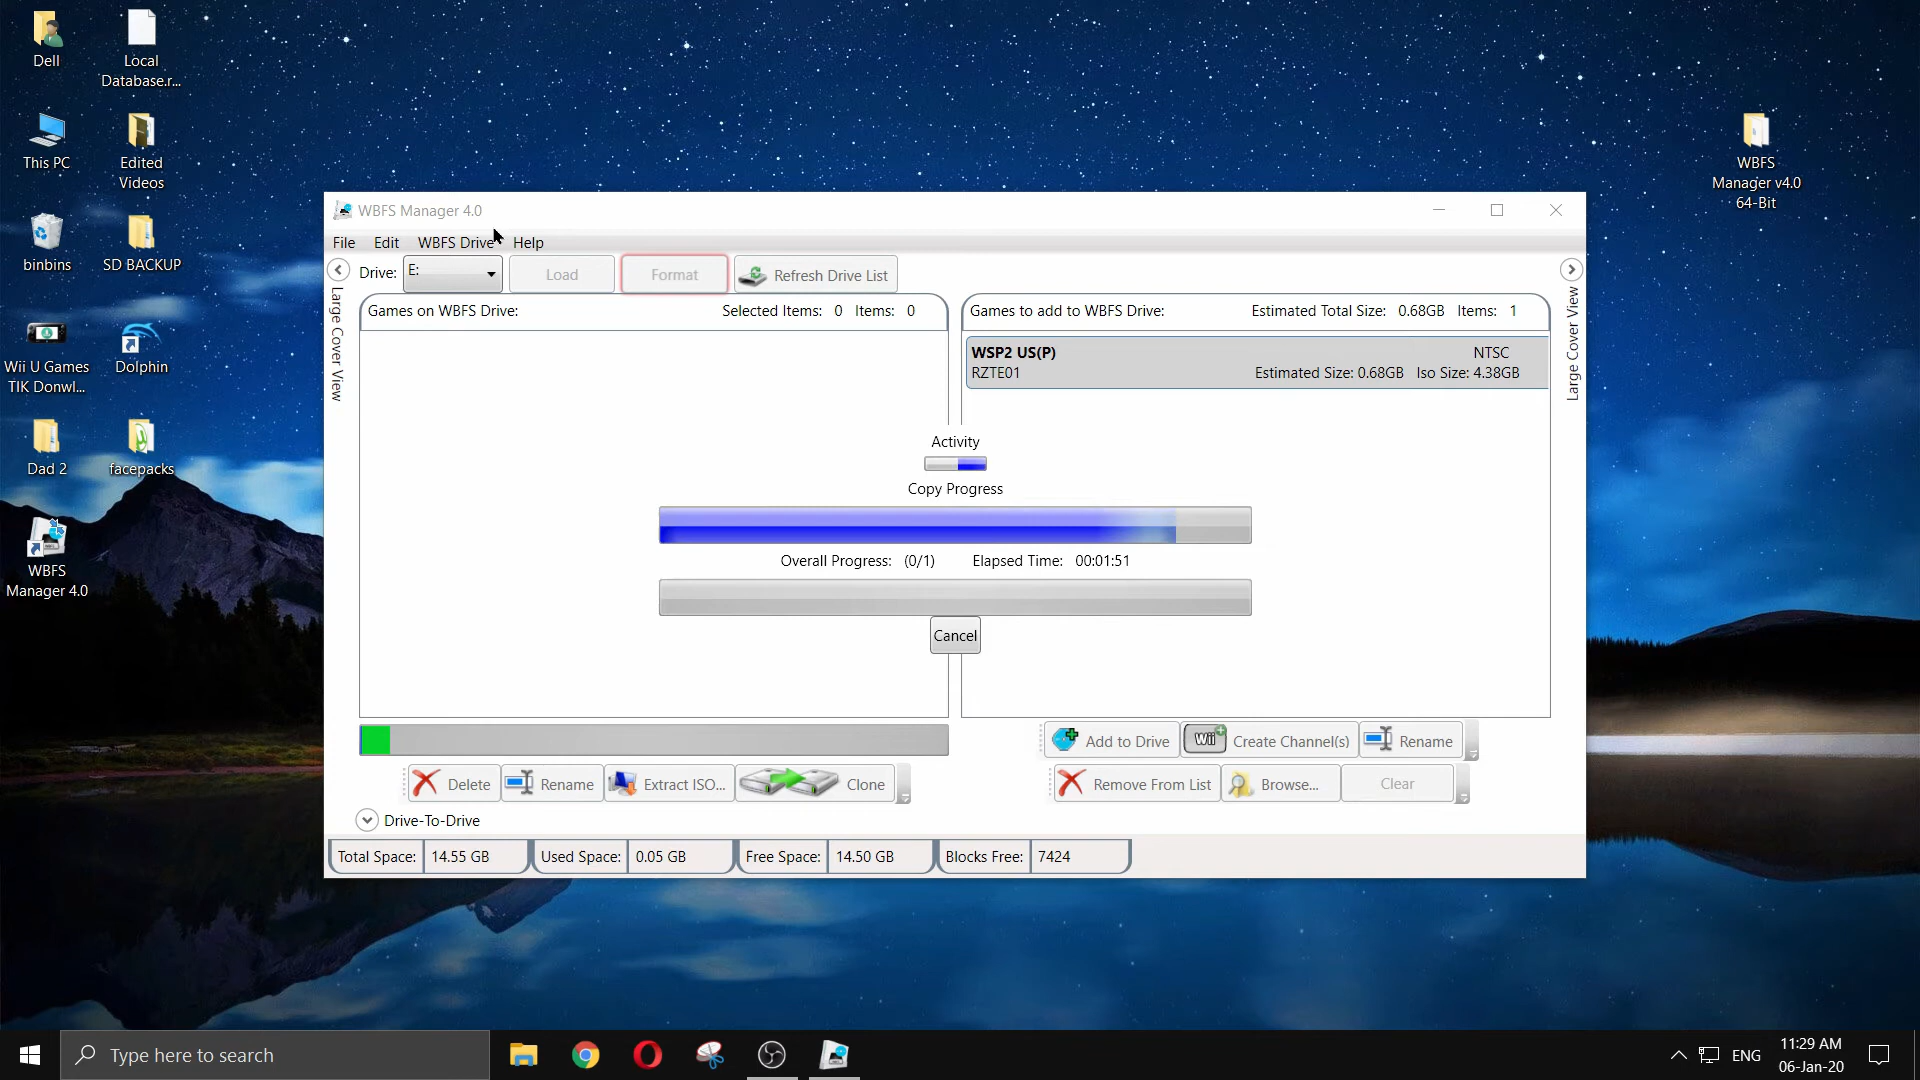 Dell
Local
Database.r...
This PC
Edited
Videos
binbins
SD BACKUP
Wii U Games
TIK Donwl...
Dolphin
Dad 2
facepacks
WBFS
Manager 4.0
WBFS
Manager v4.0
64-Bit
WBFS Manager 4.0
File Edit WBFS Drive Help
Drive: E: Load Format Refresh Drive List
Large Cover View
Games on WBFS Drive: Selected Items: 0 Items: 0
Games to add to WBFS Drive: Estimated Total Size: 0.68GB Items: 1
Large Cover View
WSP2 US(P) NTSC
RZTE01 Estimated Size: 0.68GB Iso Size: 4.38GB
Activity
Copy Progress
Overall Progress: (0/1) Elapsed Time: 00:01:51
Cancel
Add to Drive Wii Create Channel(s) Rename
Delete Rename Extract ISO... Clone
Remove From List Browse... Clear
Drive-To-Drive
Total Space: 14.55 GB Used Space: 0.05 GB Free Space: 14.50 GB Blocks Free: 7424
Type here to search
ENG
11:29 AM
06-Jan-20